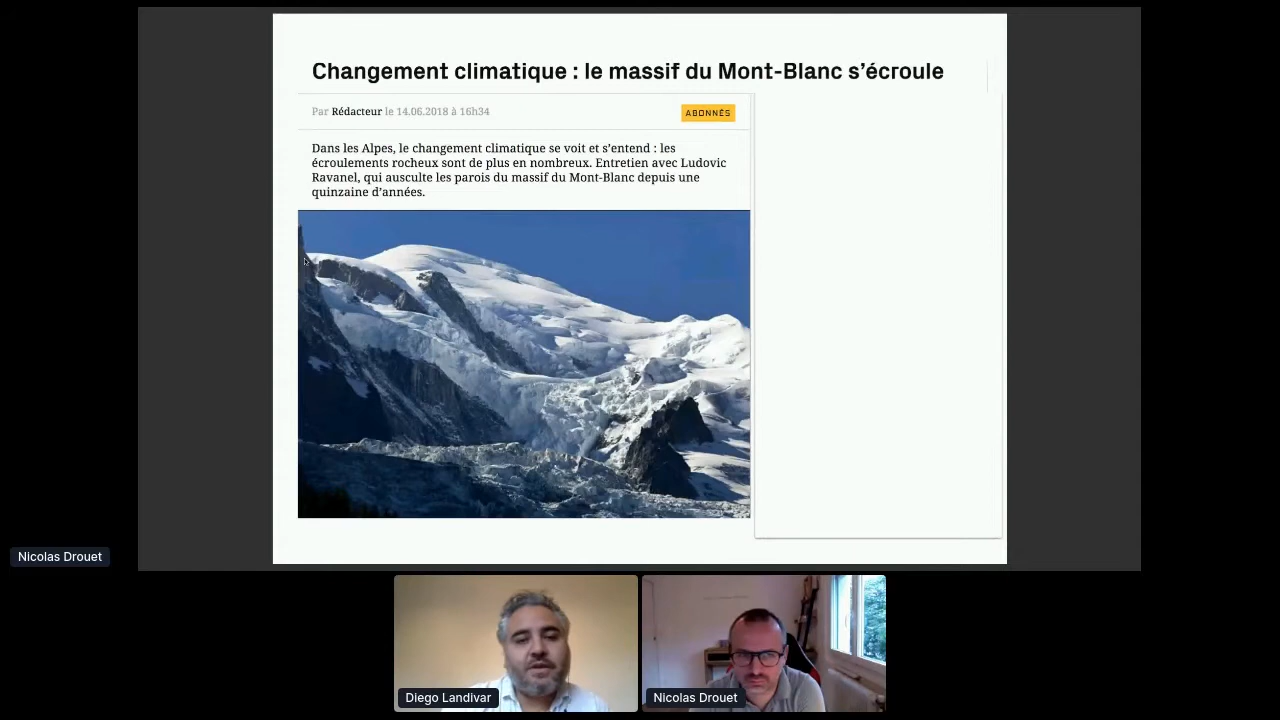 Changement climatique : le massif du Mont-Blanc s’écroule
Par Rédacteur le 14.06.2018 à 16h34
ABONNÉS
Dans les Alpes, le changement climatique se voit et s’entend : les
écroulements rocheux sont de plus en nombreux. Entretien avec Ludovic
Ravanel, qui ausculte les parois du massif du Mont-Blanc depuis une
quinzaine d’années.
Nicolas Drouet
Diego Landivar
Nicolas Drouet